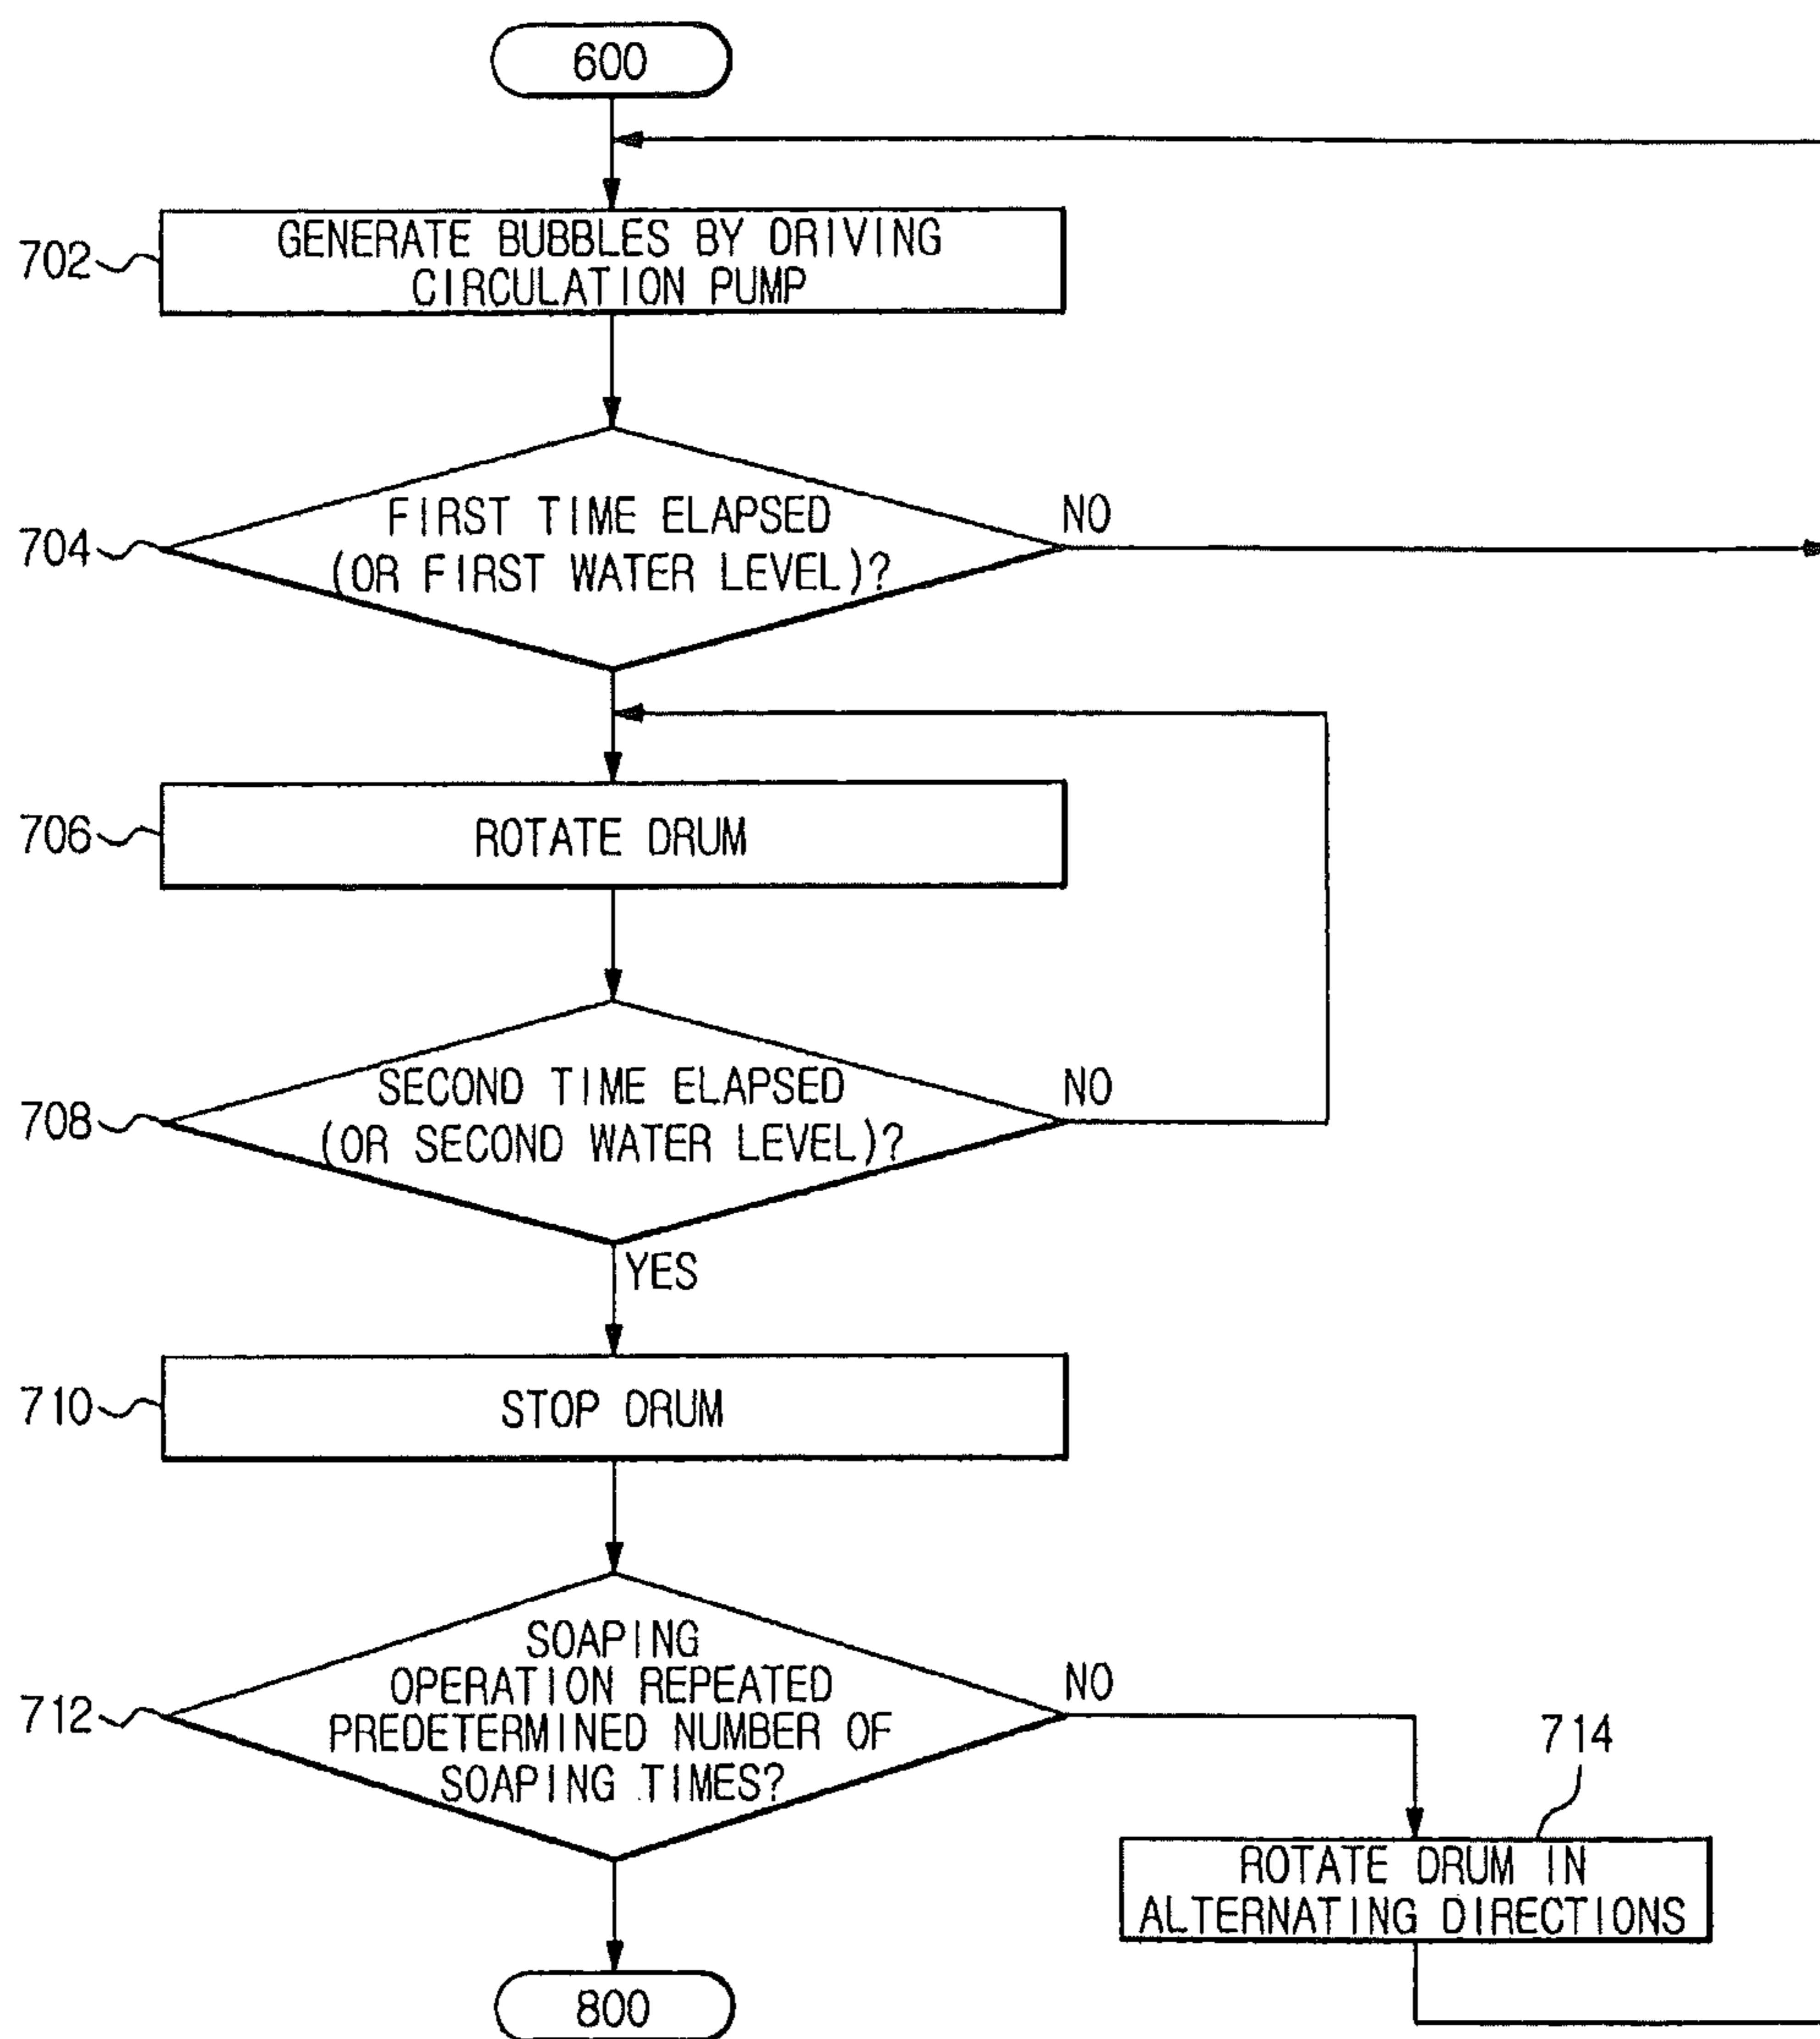 600
702
GENERATE BUBBLES BY DRIVING
CIRCULATION PUMP
704
FIRST TIME ELAPSED
(OR FIRST WATER LEVEL)?
NO
706
ROTATE DRUM
708
SECOND TIME ELAPSED
(OR SECOND WATER LEVEL)?
NO
YES
710
STOP DRUM
712
SOAPING
OPERATION REPEATED
PREDETERMINED NUMBER OF
SOAPING TIMES?
NO
714
ROTATE DRUM IN
ALTERNATING DIRECTIONS
800